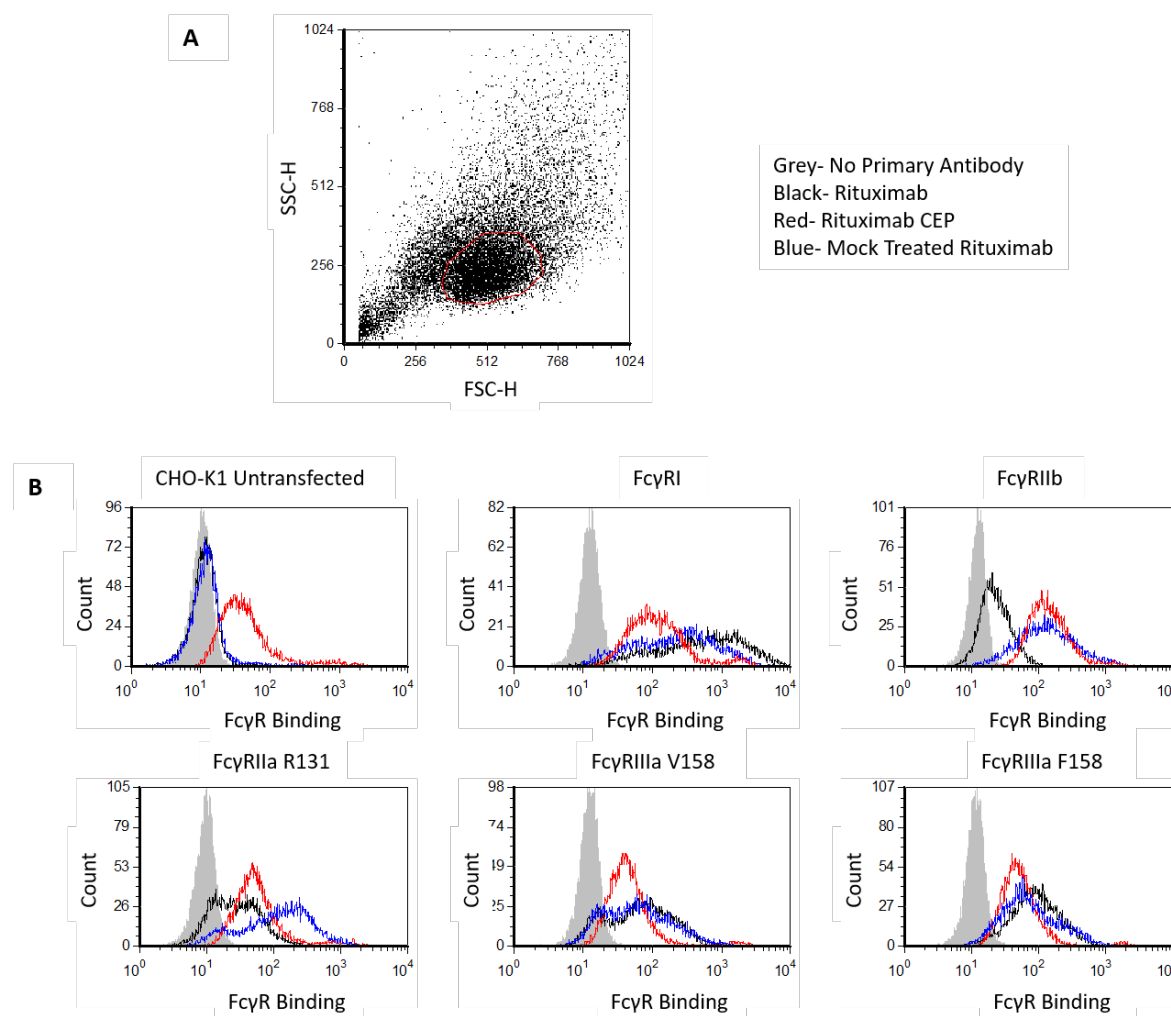 A
1024
768
512
256
0
SSC-H
0 256 512 768 1024
FSC-H
Grey- No Primary Antibody
Black- Rituximab
Red- Rituximab CEP
Blue- Mock Treated Rituximab
B
CHO-K1 Untransfected
96
72
48
24
0
Count
10^0 10^1 10^2 10^3 10^4
FcγR Binding
FcγRI
82
62
41
21
0
Count
10^0 10^1 10^2 10^3 10^4
FcγR Binding
FcγRIIb
101
76
51
25
0
Count
10^0 10^1 10^2 10^3
FcγR Binding
FcγRIIa R131
105
79
53
26
0
Count
10^0 10^1 10^2 10^3 10^4
FcγR Binding
FcγRIIIa V158
98
74
0
Count
10^0 10^1 10^2 10^3 10^4
FcγR Binding
FcγRIIIa F158
107
80
54
27
0
Count
10^0 10^1 10^2 10^3
FcγR Binding